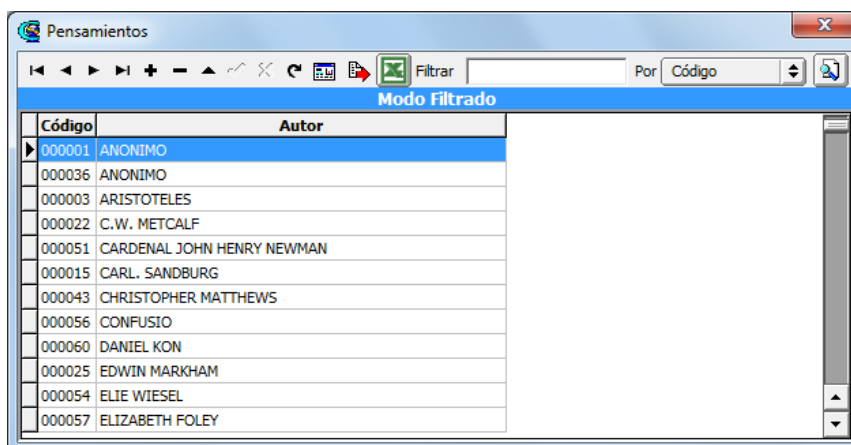 Pensamientos
Filtrar Por Código
Modo Filtrado
Código Autor
000001 ANONIMO
000036 ANONIMO
000003 ARISTOTELES
000022 C.W. METCALF
000051 CARDENAL JOHN HENRY NEWMAN
000015 CARL. SANDBURG
000043 CHRISTOPHER MATTHEWS
000056 CONFUSIO
000060 DANIEL KON
000025 EDWIN MARKHAM
000054 ELIE WIESEL
000057 ELIZABETH FOLEY